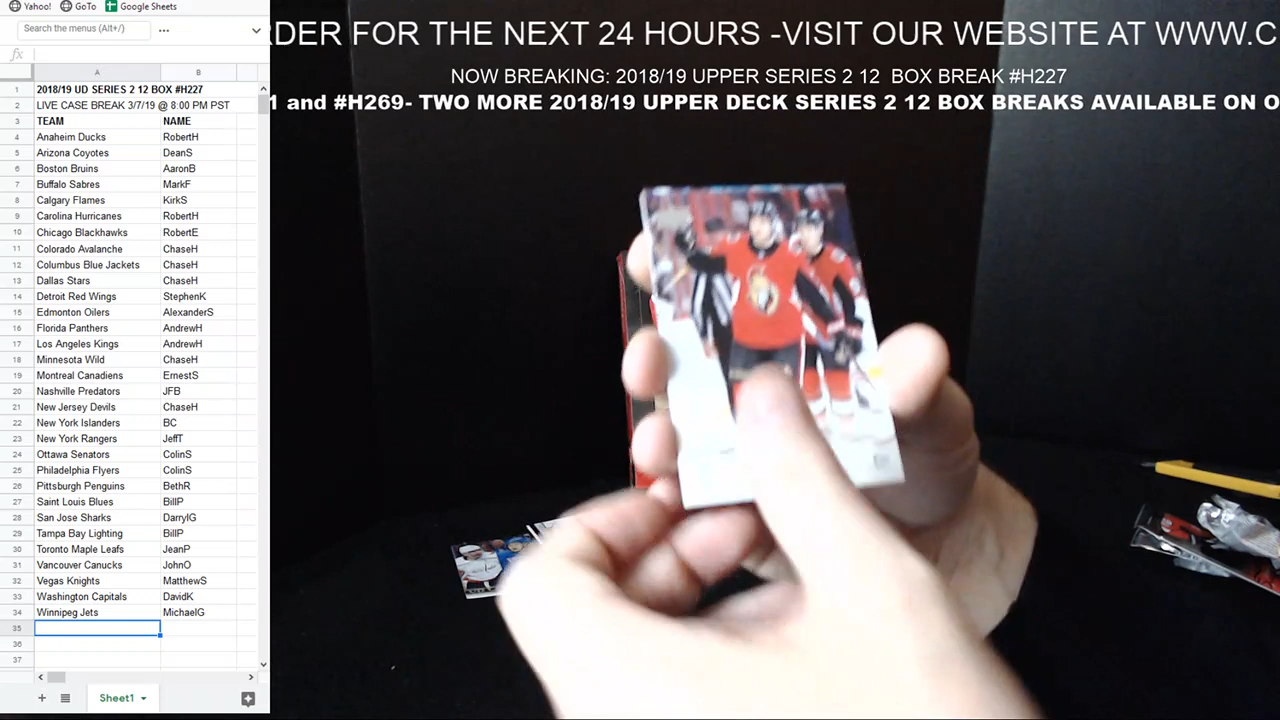 Yahoo! GoTo Google Sheets
Search the menus (Alt+/)
fx
A B
1 2018/19 UD SERIES 2 12 BOX #H227
2 LIVE CASE BREAK 3/7/19 @ 8:00 PM PST
3 TEAM NAME
4 Anaheim Ducks RobertH
5 Arizona Coyotes DeanS
6 Boston Bruins AaronB
7 Buffalo Sabres MarkF
8 Calgary Flames KirkS
9 Carolina Hurricanes RobertH
10 Chicago Blackhawks RobertE
11 Colorado Avalanche ChaseH
12 Columbus Blue Jackets ChaseH
13 Dallas Stars ChaseH
14 Detroit Red Wings StephenK
15 Edmonton Oilers AlexanderS
16 Florida Panthers AndrewH
17 Los Angeles Kings AndrewH
18 Minnesota Wild ChaseH
19 Montreal Canadiens ErnestS
20 Nashville Predators JFB
21 New Jersey Devils ChaseH
22 New York Islanders BC
23 New York Rangers JeffT
24 Ottawa Senators ColinS
25 Philadelphia Flyers ColinS
26 Pittsburgh Penguins BethR
27 Saint Louis Blues BillP
28 San Jose Sharks DarrylG
29 Tampa Bay Lighting BillP
30 Toronto Maple Leafs JeanP
31 Vancouver Canucks JohnO
32 Vegas Knights MatthewS
33 Washington Capitals DavidK
34 Winnipeg Jets MichaelG
35
36
37
Sheet1
RDER FOR THE NEXT 24 HOURS -VISIT OUR WEBSITE AT WWW.C
NOW BREAKING: 2018/19 UPPER SERIES 2 12 BOX BREAK #H227
1 and #H269- TWO MORE 2018/19 UPPER DECK SERIES 2 12 BOX BREAKS AVAILABLE ON O